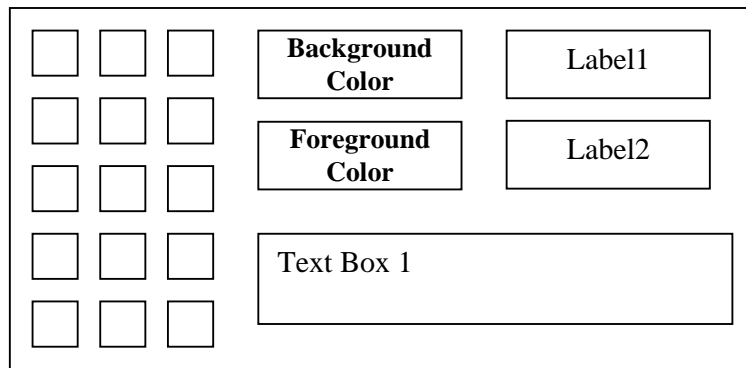 Background
Color
Label1
Foreground
Color
Label2
Text Box 1